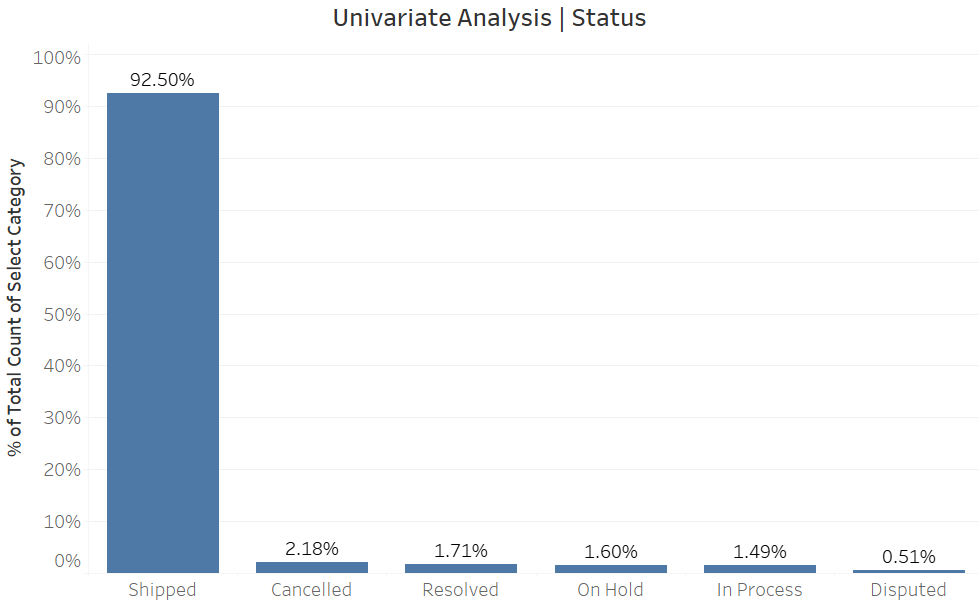 Univariate Analysis | Status
% of Total Count of Select Category
100%
90%
80%
70%
60%
50%
40%
30%
20%
10%
0%
92.50%
2.18%
1.71%
1.60%
1.49%
0.51%
Shipped
Cancelled
Resolved
On Hold
In Process
Disputed